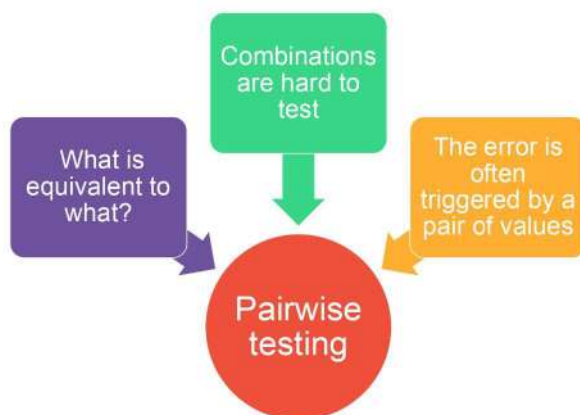 Combinations
are hard to
test
What is
equivalent to
what?
The error is
often
triggered by a
pair of values
Pairwise
testing